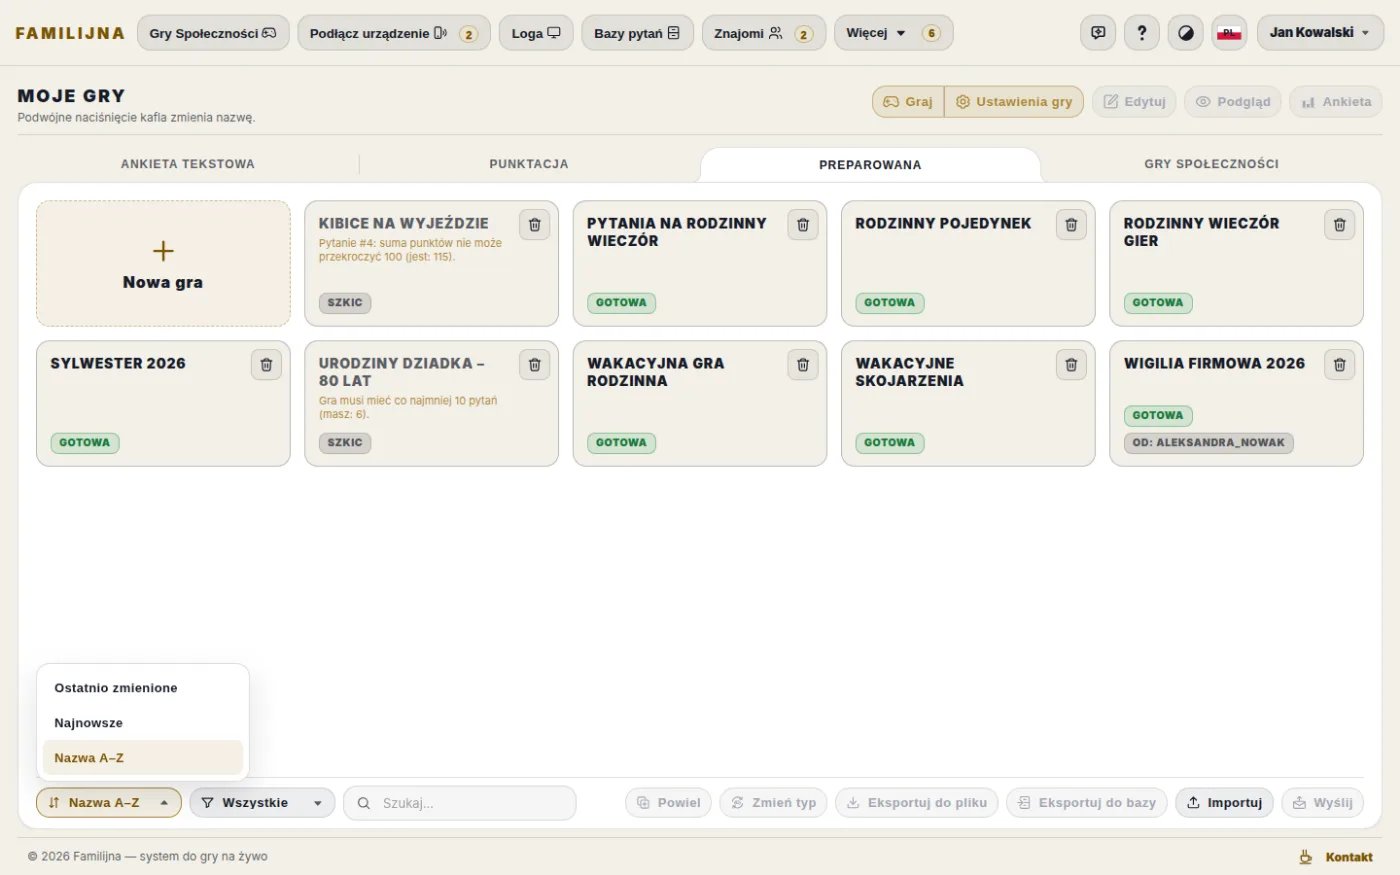 FAMILIJNA
Gry Społeczności
Podłącz urządzenie 2
Loga
Bazy pytań
Znajomi 2
Więcej 6
?
PL
Jan Kowalski
MOJE GRY
Podwójne naciśnięcie kafla zmienia nazwę.
Graj
Ustawienia gry
Edytuj
Podgląd
Ankieta
ANKIETA TEKSTOWA
PUNKTACJA
PREPAROWANA
GRY SPOŁECZNOŚCI
Nowa gra
KIBICE NA WYJEŹDZIE
Pytanie #4: suma punktów nie może
przekroczyć 100 (jest: 115).
SZKIC
PYTANIA NA RODZINNY
WIECZÓR
GOTOWA
RODZINNY POJEDYNEK
GOTOWA
RODZINNY WIECZÓR
GIER
GOTOWA
SYLWESTER 2026
GOTOWA
URODZINY DZIADKA –
80 LAT
Gra musi mieć co najmniej 10 pytań
(masz: 6).
SZKIC
WAKACYJNA GRA
RODZINNA
GOTOWA
WAKACYJNE
SKOJARZENIA
GOTOWA
WIGILIA FIRMOWA 2026
GOTOWA
OD: ALEKSANDRA_NOWAK
Ostatnio zmienione
Najnowsze
Nazwa A–Z
Nazwa A–Z
Wszystkie
Szukaj...
Powiel
Zmień typ
Eksportuj do pliku
Eksportuj do bazy
Importuj
Wyślij
© 2026 Familijna — system do gry na żywo
Kontakt